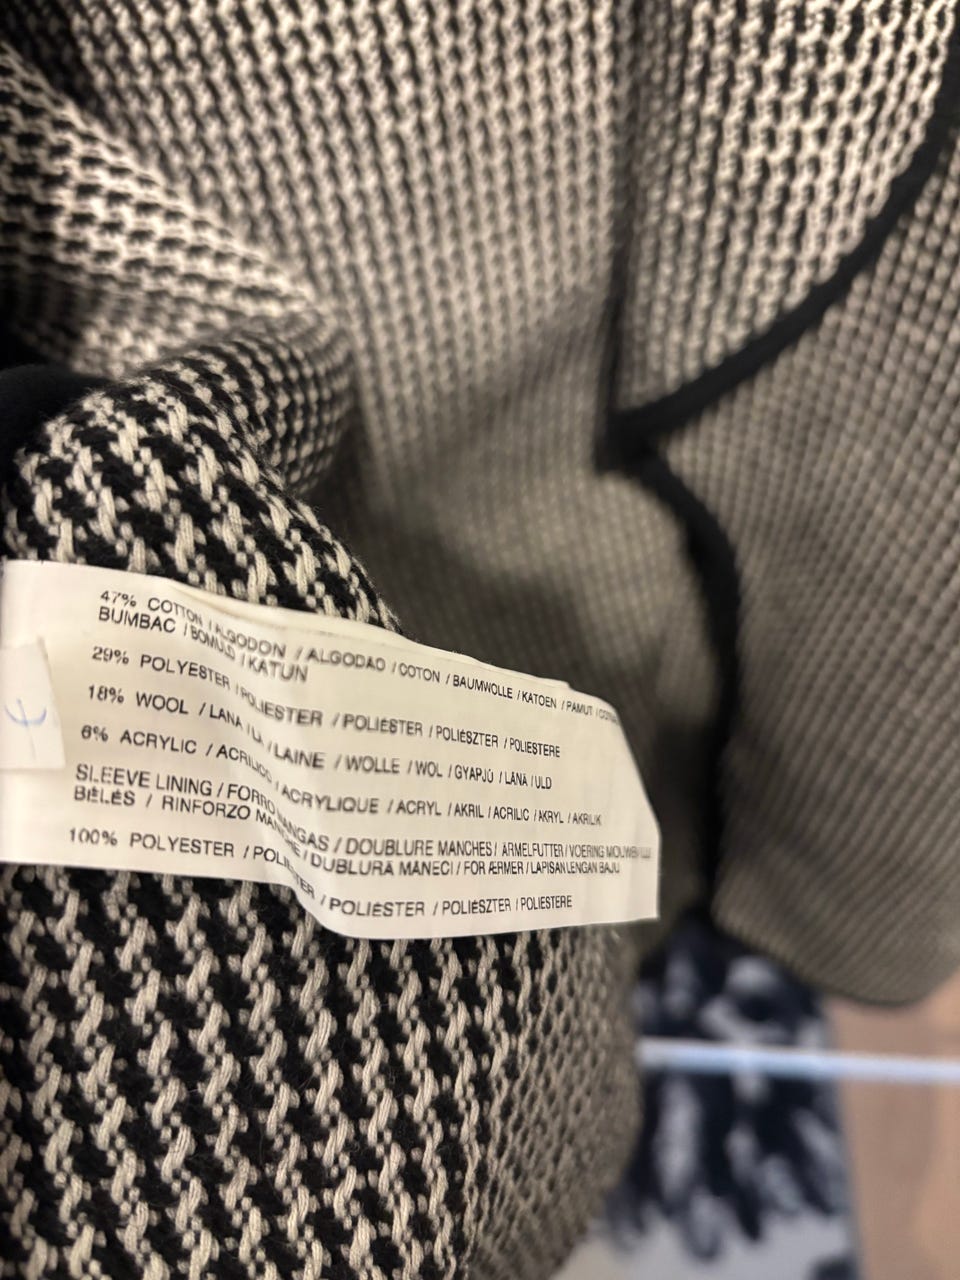 47% COTTON / ALGODON / ALGODAO / COTON / BAUMWOLLE / KATOEN / PAMUT
BUMBAC / BOMULD / KATUN
29% POLYESTER / POLIESTER / POLIÉSTER / POLIÉSZTER / POLIESTERE
18% WOOL / LANA / LÃ / LAINE / WOLLE / WOL / GYAPJÚ / LÂNÃ / ULD
6% ACRYLIC / ACRILICO / ACRYLIQUE / ACRYL / AKRIL / ACRILIC / AKRYL / AKRILIK
SLEEVE LINING / FORRO MANGAS / DOUBLURE MANCHES / ÄRMELFUTTER / VOERING MOUWEN
BÉLÉS / RINFORZO MANICHE / DUBLURĂ MÂNECI / FOR ÆRMER / LAPISAN LENGAN BAJU
100% POLYESTER / POLIESTER / POLIÉSTER / POLIÉSZTER / POLIESTERE